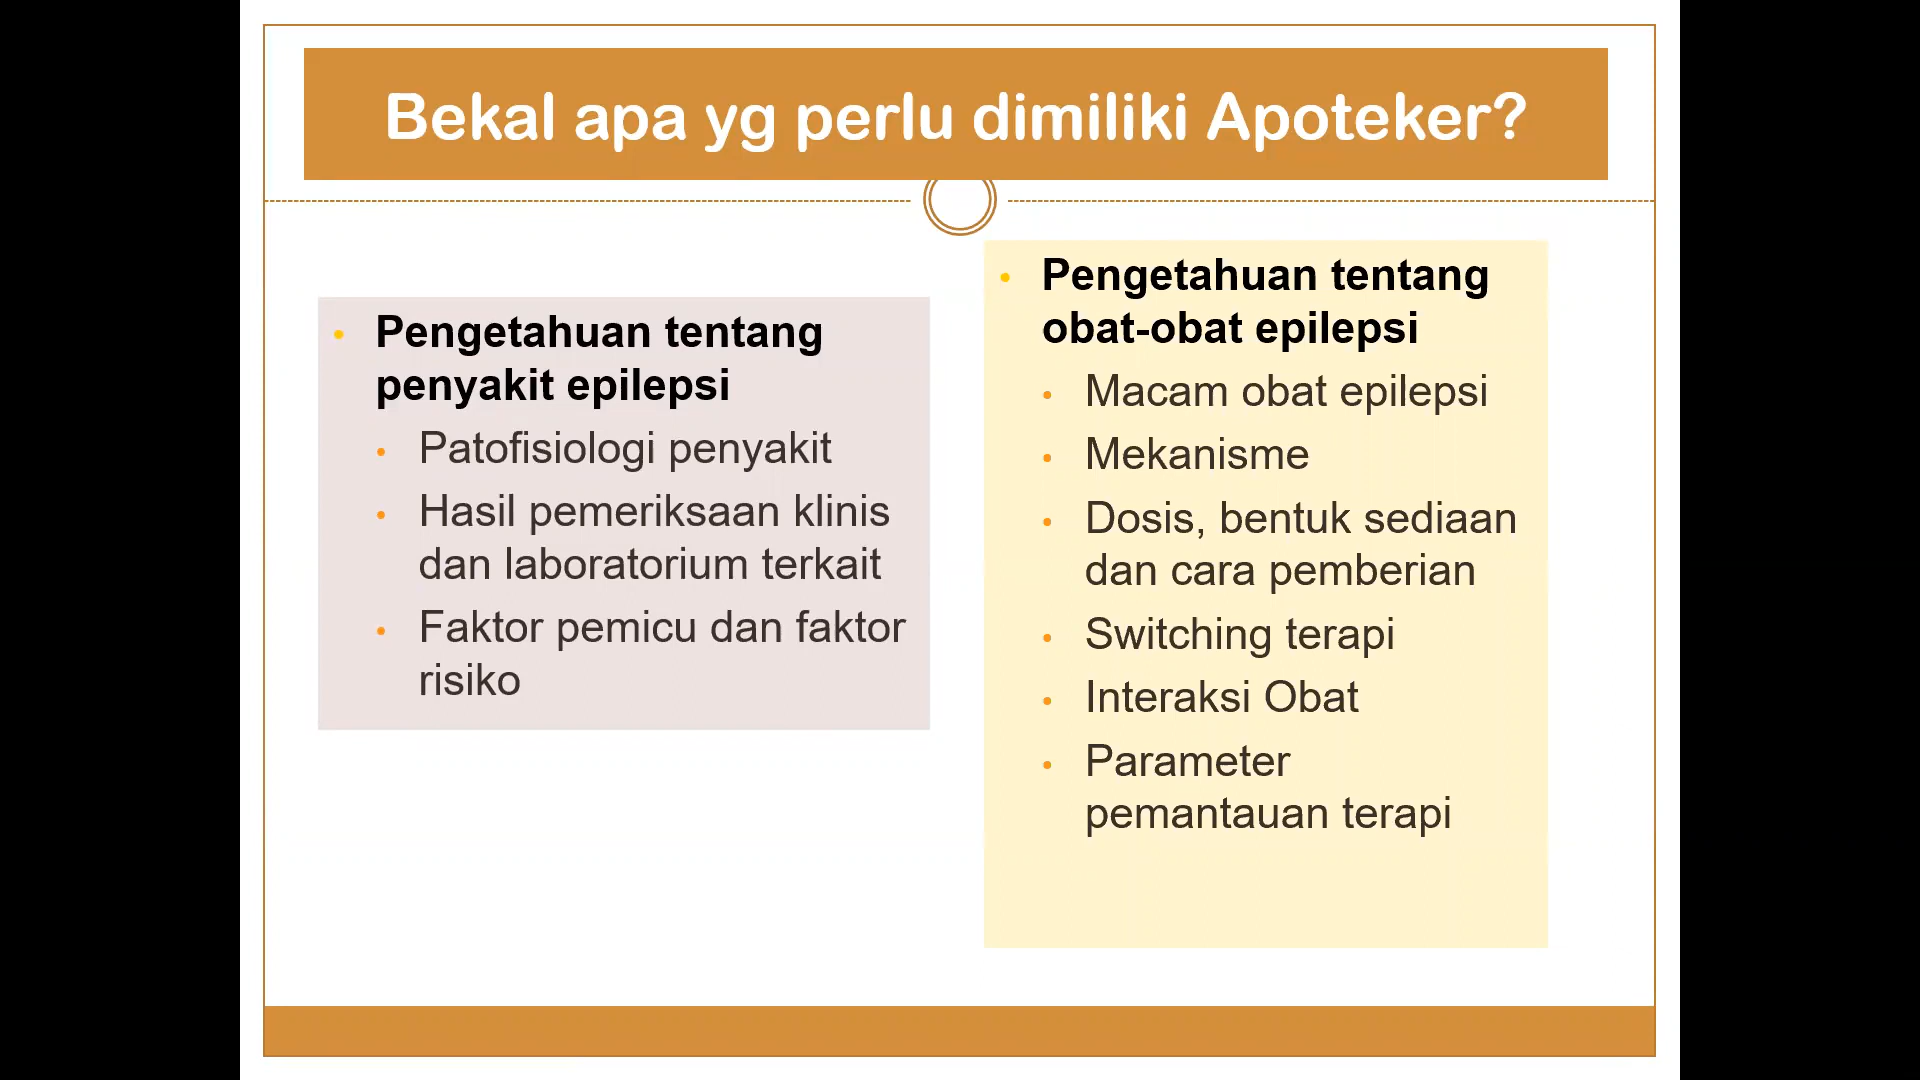 Bekal apa yg perlu dimiliki Apoteker?
• Pengetahuan tentang
penyakit epilepsi
• Patofisiologi penyakit
• Hasil pemeriksaan klinis
dan laboratorium terkait
• Faktor pemicu dan faktor
risiko
• Pengetahuan tentang
obat-obat epilepsi
• Macam obat epilepsi
• Mekanisme
• Dosis, bentuk sediaan
dan cara pemberian
• Switching terapi
• Interaksi Obat
• Parameter
pemantauan terapi